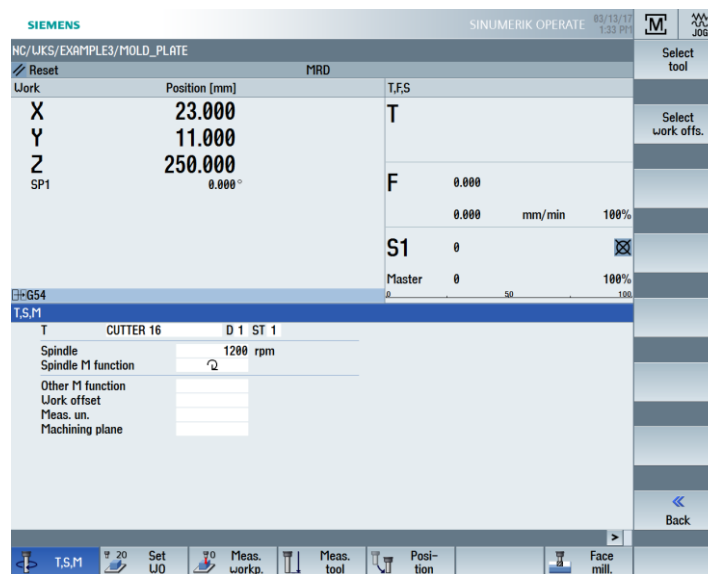 SIEMENS
SINUMERIK OPERATE 03/13/17 1:33 PM
M JOG
NC/WKS/EXAMPLE3/MOLD_PLATE
Select tool
Reset MRD
Work Position [mm] T,F,S
X 23.000 T
Y 11.000
Select work offs.
Z 250.000
SP1 0.000°
F 0.000
0.000 mm/min 100%
S1 0
Master 0 100%
G54 0 50 100
T,S,M
T CUTTER 16 D 1 ST 1
Spindle 1200 rpm
Spindle M function
Other M function
Work offset
Meas. un.
Machining plane
« Back
>
T,S,M
20 Set WO
0 Meas. workp.
Meas. tool
Posi-
tion
Face mill.